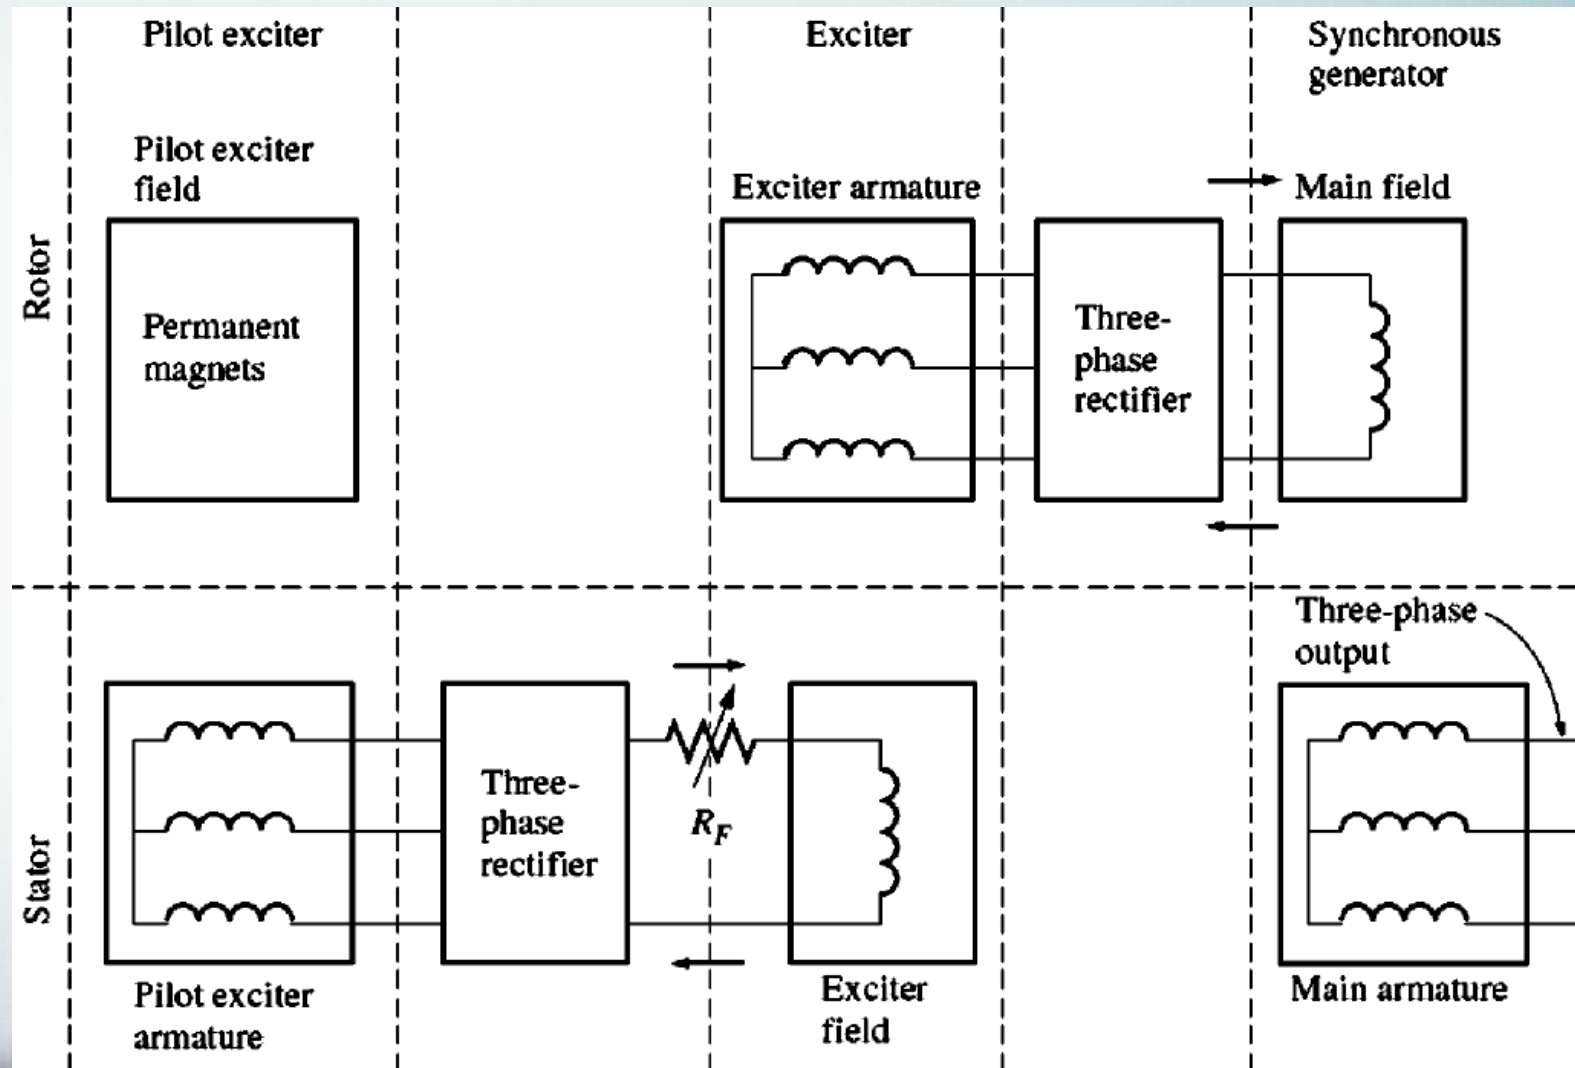 Pilot exciter
Exciter
Synchronous
generator
Pilot exciter
field
Exciter armature
Main field
Rotor
Permanent
magnets
Three-
phase
rectifier
Three-phase
output
Stator
Three-
phase
rectifier
R_F
Pilot exciter
armature
Exciter
field
Main armature